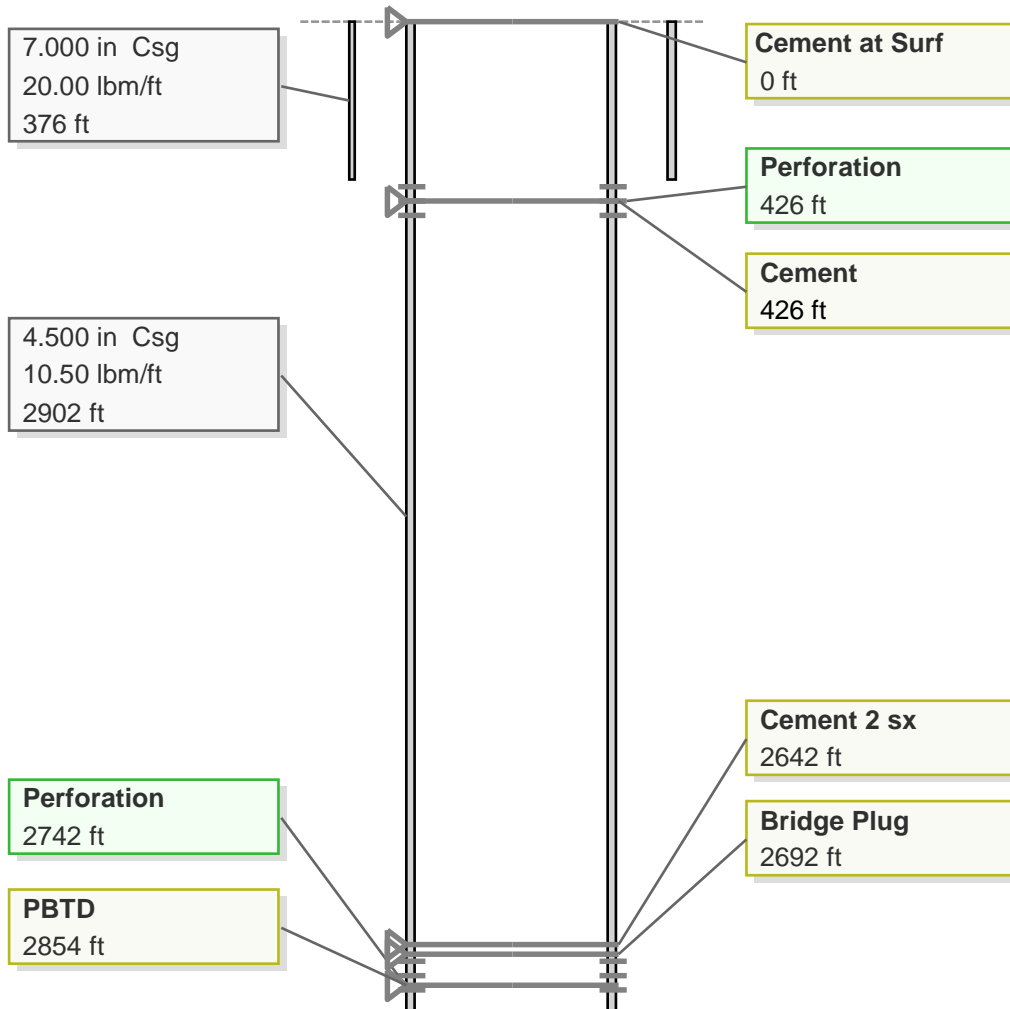 7.000 in  Csg
20.00 lbm/ft
376 ft
Cement at Surf
0 ft
Perforation
426 ft
Cement
426 ft
4.500 in  Csg
10.50 lbm/ft
2902 ft
Cement 2 sx
2642 ft
Perforation
2742 ft
Bridge Plug
2692 ft
PBTD
2854 ft